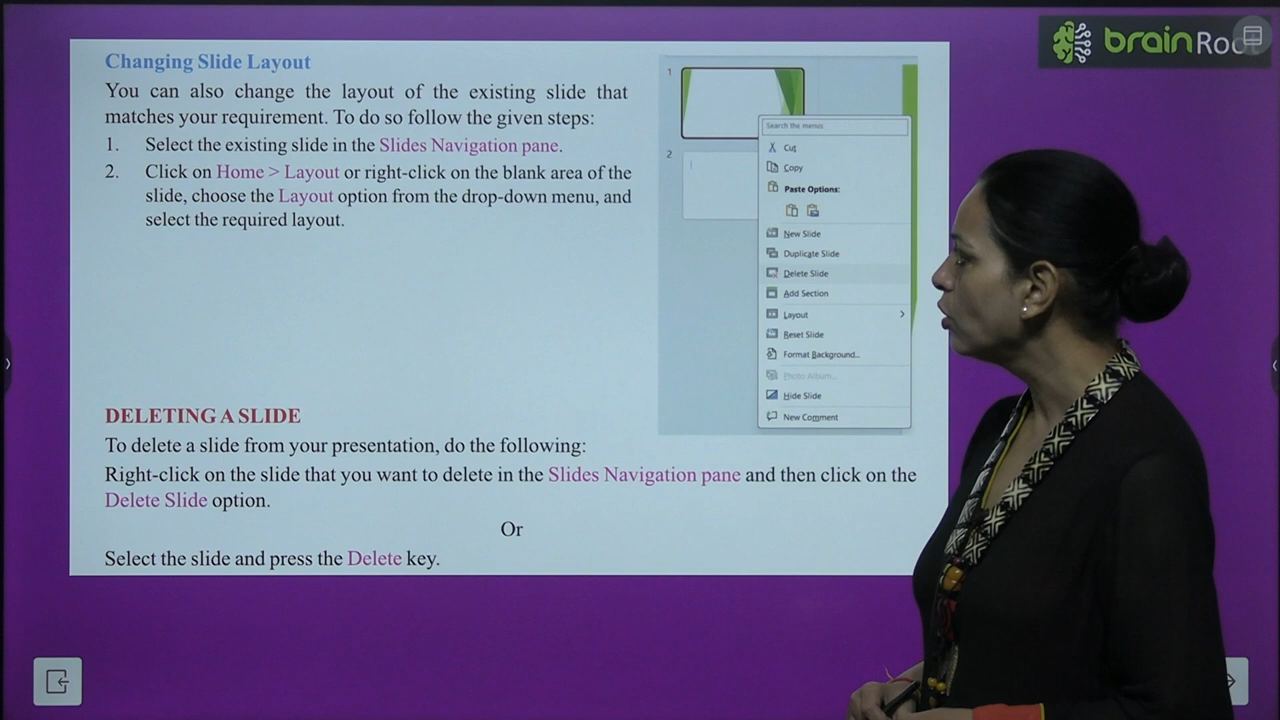 brainRoot
Changing Slide Layout
You can also change the layout of the existing slide that
matches your requirement. To do so follow the given steps:
1. Select the existing slide in the Slides Navigation pane.
2. Click on Home > Layout or right-click on the blank area of the
slide, choose the Layout option from the drop-down menu, and
select the required layout.
1
2
Search the menus
Cut
Copy
Paste Options:
New Slide
Duplicate Slide
Delete Slide
Add Section
Layout
Reset Slide
Format Background...
Photo Album...
Hide Slide
New Comment
DELETING A SLIDE
To delete a slide from your presentation, do the following:
Right-click on the slide that you want to delete in the Slides Navigation pane and then click on the
Delete Slide option.
Or
Select the slide and press the Delete key.